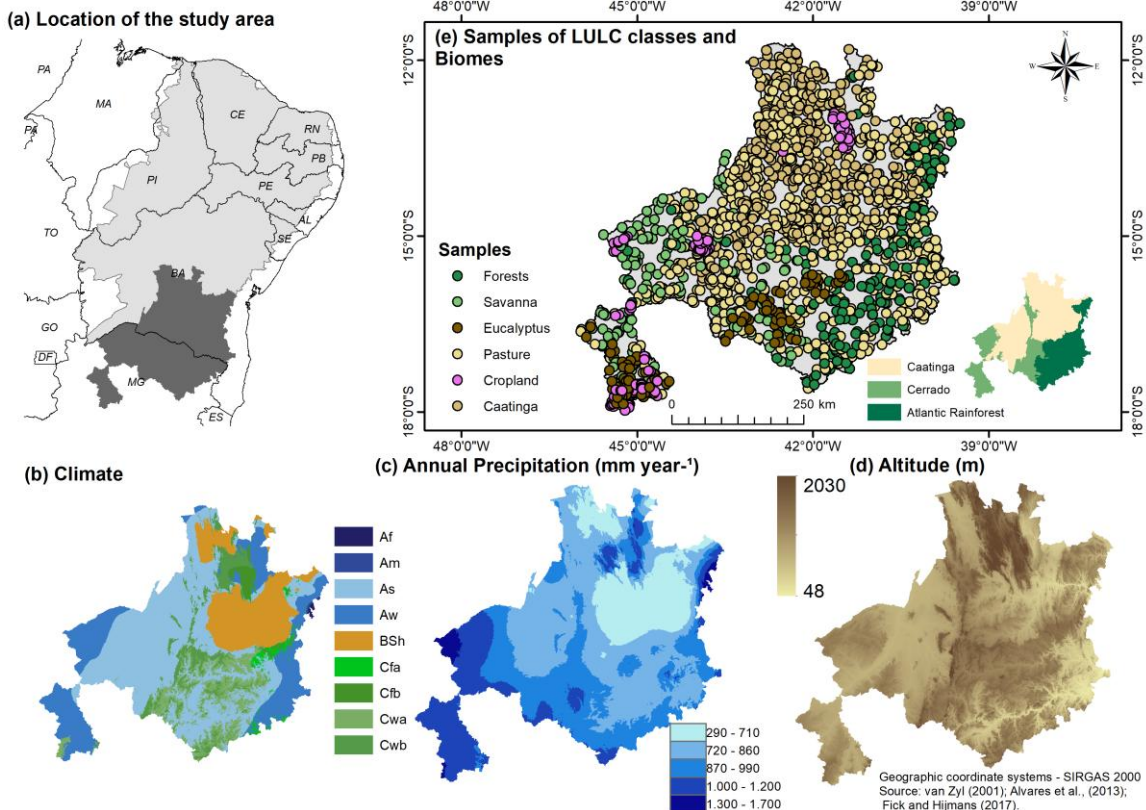 (a) Location of the study area
PA
MA
PA
CE
RN
PB
PI
PE
AL
TO
SE
BA
GO
DF
MG
ES
48°0'0"W
45°0'0"W
42°0'0"W
39°0'0"W
(e) Samples of LULC classes and
Biomes
N
W
E
S
12°0'0"S
12°0'0"S
15°0'0"S
15°0'0"S
18°0'0"S
18°0'0"S
Samples
Forests
Savanna
Eucalyptus
Pasture
Cropland
Caatinga
0
250 km
Caatinga
Cerrado
Atlantic Rainforest
48°0'0"W
45°0'0"W
42°0'0"W
39°0'0"W
(b) Climate
Af
Am
As
Aw
BSh
Cfa
Cfb
Cwa
Cwb
(c) Annual Precipitation (mm year-¹)
290 - 710
720 - 860
870 - 990
1.000 - 1.200
1.300 - 1.700
(d) Altitude (m)
2030
48
Geographic coordinate systems - SIRGAS 2000
Source: van Zyl (2001); Alvares et al., (2013);
Fick and Hijmans (2017).